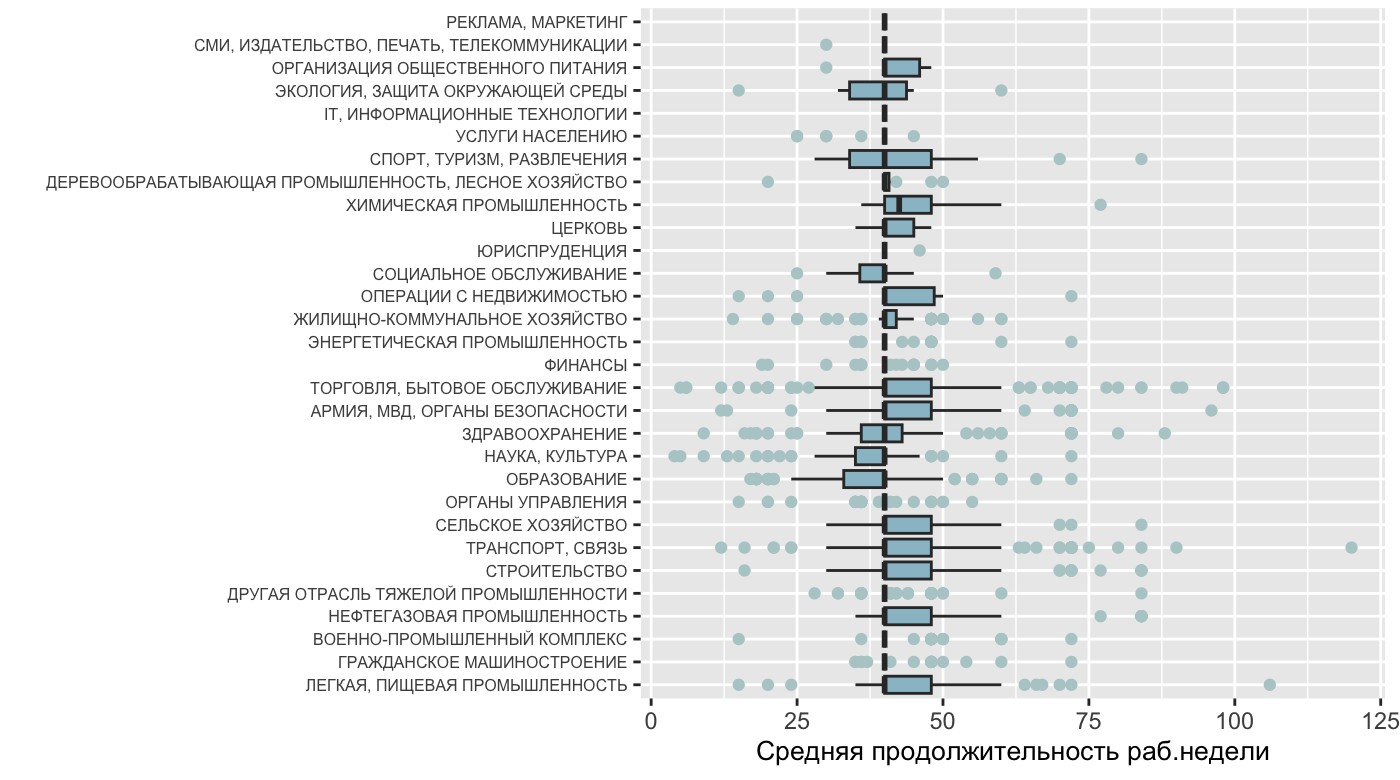 РЕКЛАМА, МАРКЕТИНГ
СМИ, ИЗДАТЕЛЬСТВО, ПЕЧАТЬ, ТЕЛЕКОММУНИКАЦИИ
ОРГАНИЗАЦИЯ ОБЩЕСТВЕННОГО ПИТАНИЯ
ЭКОЛОГИЯ, ЗАЩИТА ОКРУЖАЮЩЕЙ СРЕДЫ
IT, ИНФОРМАЦИОННЫЕ ТЕХНОЛОГИИ
УСЛУГИ НАСЕЛЕНИЮ
СПОРТ, ТУРИЗМ, РАЗВЛЕЧЕНИЯ
ДЕРЕВООБРАБАТЫВАЮЩАЯ ПРОМЫШЛЕННОСТЬ, ЛЕСНОЕ ХОЗЯЙСТВО
ХИМИЧЕСКАЯ ПРОМЫШЛЕННОСТЬ
ЦЕРКОВЬ
ЮРИСПРУДЕНЦИЯ
СОЦИАЛЬНОЕ ОБСЛУЖИВАНИЕ
ОПЕРАЦИИ С НЕДВИЖИМОСТЬЮ
ЖИЛИЩНО-КОММУНАЛЬНОЕ ХОЗЯЙСТВО
ЭНЕРГЕТИЧЕСКАЯ ПРОМЫШЛЕННОСТЬ
ФИНАНСЫ
ТОРГОВЛЯ, БЫТОВОЕ ОБСЛУЖИВАНИЕ
АРМИЯ, МВД, ОРГАНЫ БЕЗОПАСНОСТИ
ЗДРАВООХРАНЕНИЕ
НАУКА, КУЛЬТУРА
ОБРАЗОВАНИЕ
ОРГАНЫ УПРАВЛЕНИЯ
СЕЛЬСКОЕ ХОЗЯЙСТВО
ТРАНСПОРТ, СВЯЗЬ
СТРОИТЕЛЬСТВО
ДРУГАЯ ОТРАСЛЬ ТЯЖЕЛОЙ ПРОМЫШЛЕННОСТИ
НЕФТЕГАЗОВАЯ ПРОМЫШЛЕННОСТЬ
ВОЕННО-ПРОМЫШЛЕННЫЙ КОМПЛЕКС
ГРАЖДАНСКОЕ МАШИНОСТРОЕНИЕ
ЛЕГКАЯ, ПИЩЕВАЯ ПРОМЫШЛЕННОСТЬ
0 25 50 75 100 125
Средняя продолжительность раб.недели